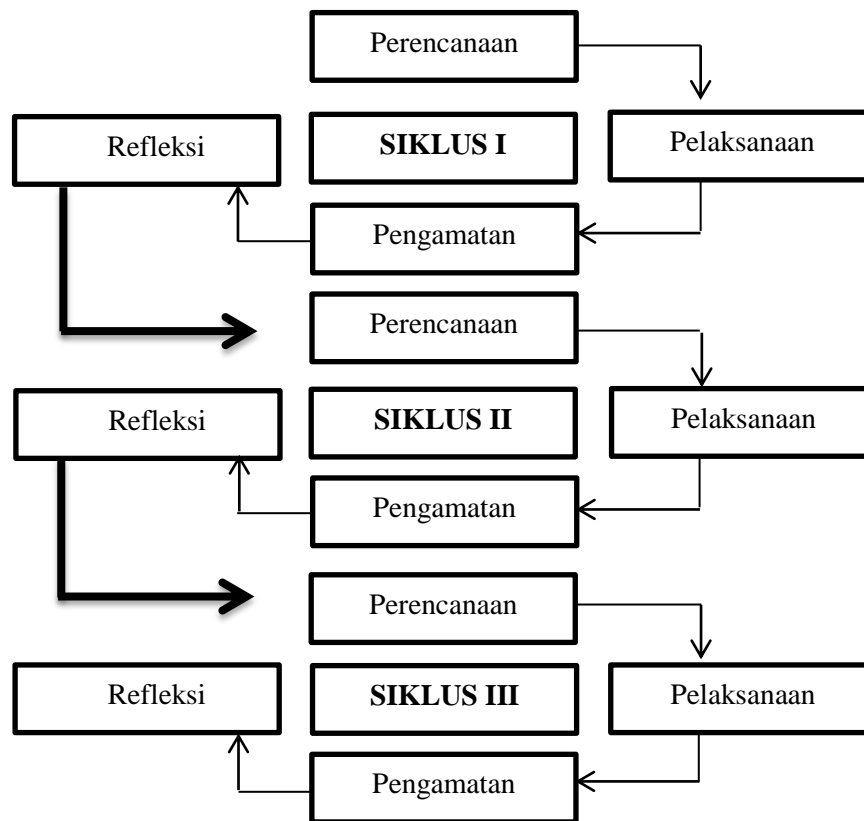 Perencanaan
Refleksi
SIKLUS I
Pelaksanaan
Pengamatan
Perencanaan
Refleksi
SIKLUS II
Pelaksanaan
Pengamatan
Perencanaan
Refleksi
SIKLUS III
Pelaksanaan
Pengamatan